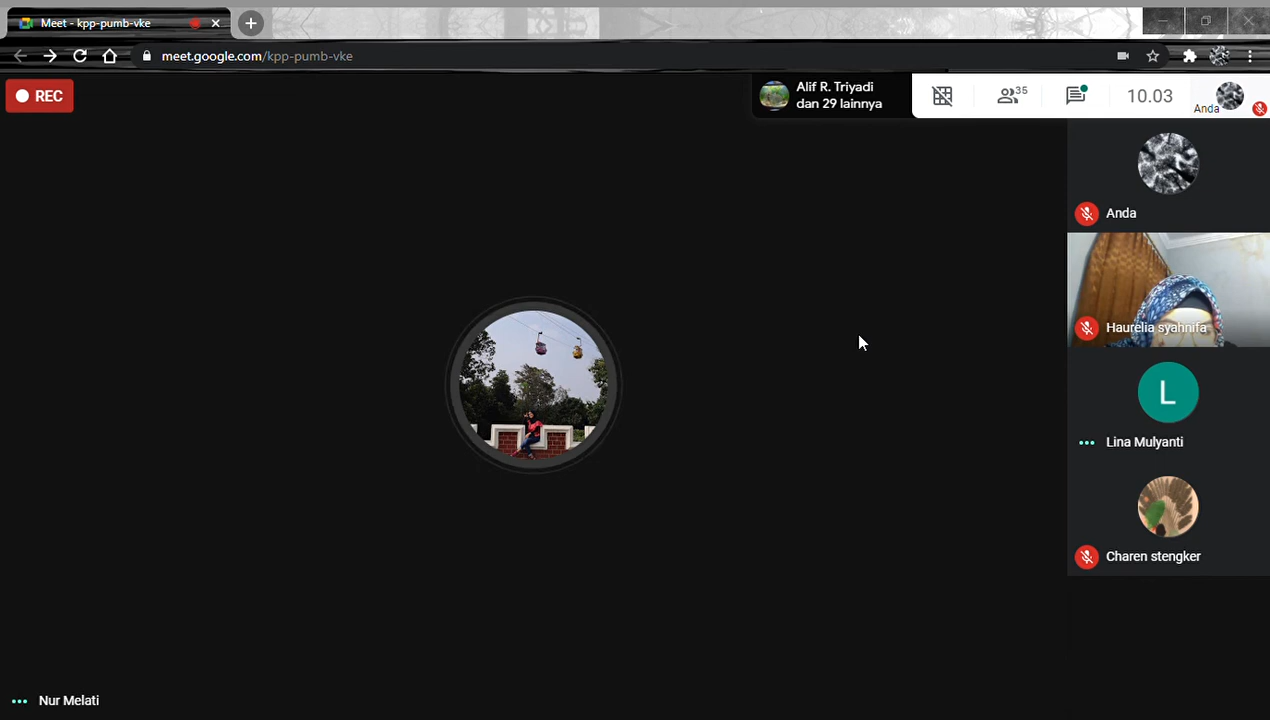 Meet - kpp-pumb-vke
meet.google.com/kpp-pumb-vke
REC
Alif R. Triyadi
dan 29 lainnya
35
10.03
Anda
Anda
Haurelia syahnifa
L
Lina Mulyanti
Charen stengker
Nur Melati